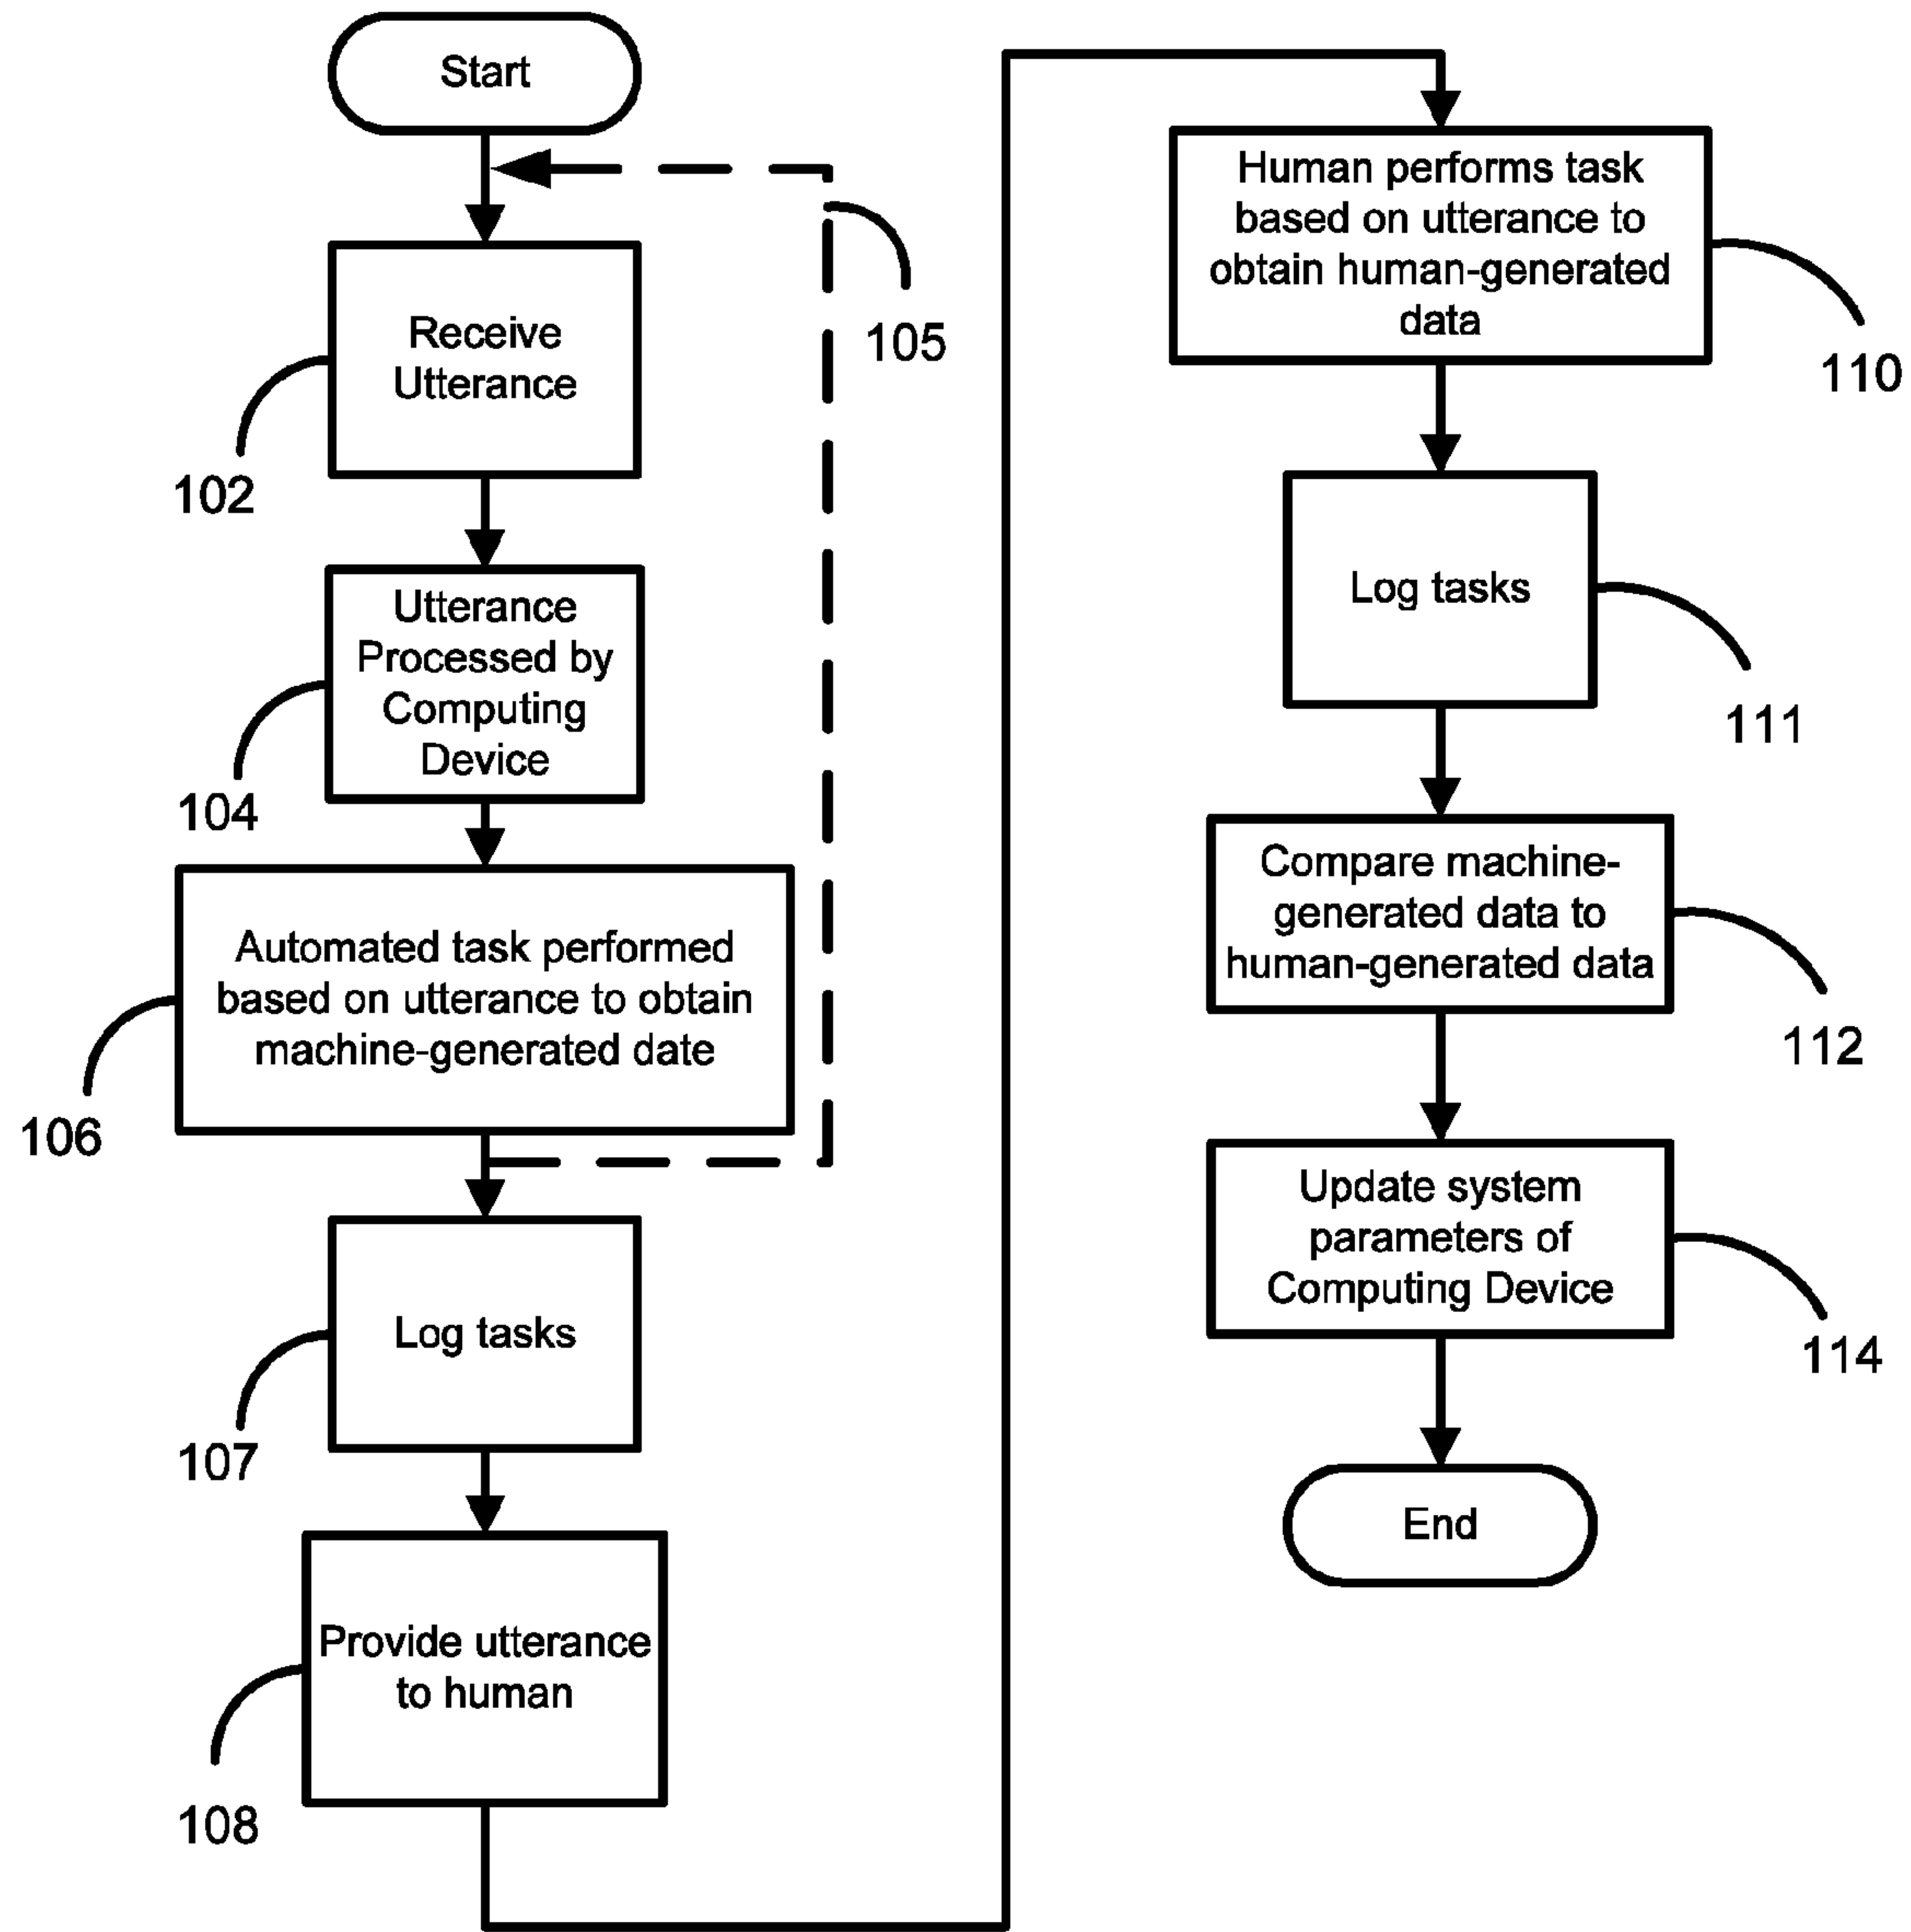 Start
Receive
Utterance
102
105
Utterance
Processed by
Computing
Device
104
Automated task performed
based on utterance to obtain
machine-generated date
106
Log tasks
107
Provide utterance
to human
108
Human performs task
based on utterance to
obtain human-generated
data
110
Log tasks
111
Compare machine-
generated data to
human-generated data
112
Update system
parameters of
Computing Device
114
End